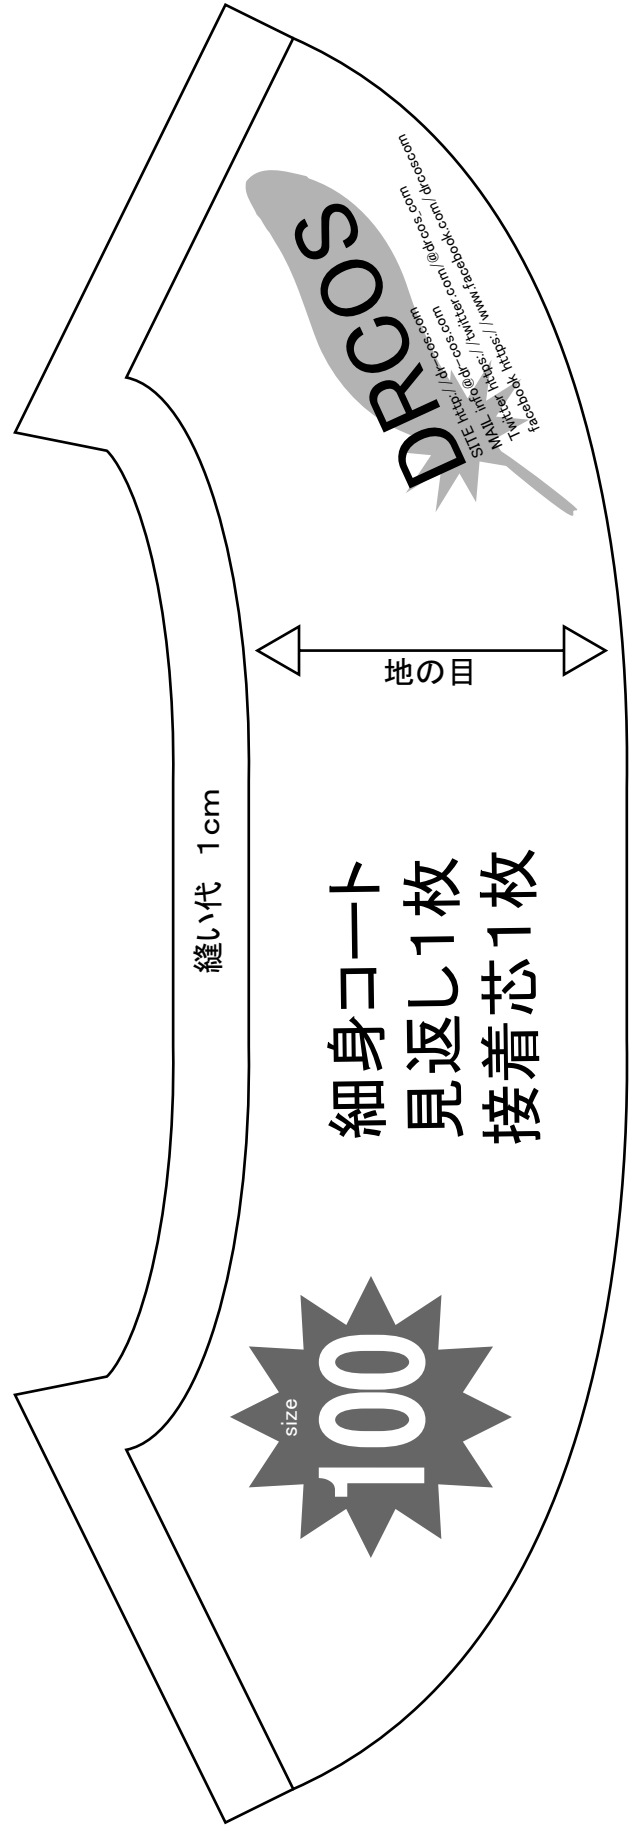 DRCOS
SITE http://dr-cos.com
MAIL info@dr-cos.com
Twitter https://twitter.com/@drcos_com
facebook https://www.facebook.com/drcoscom
地の目
縫い代　1cm
細身コート
見返し1枚
接着芯1枚
size
100